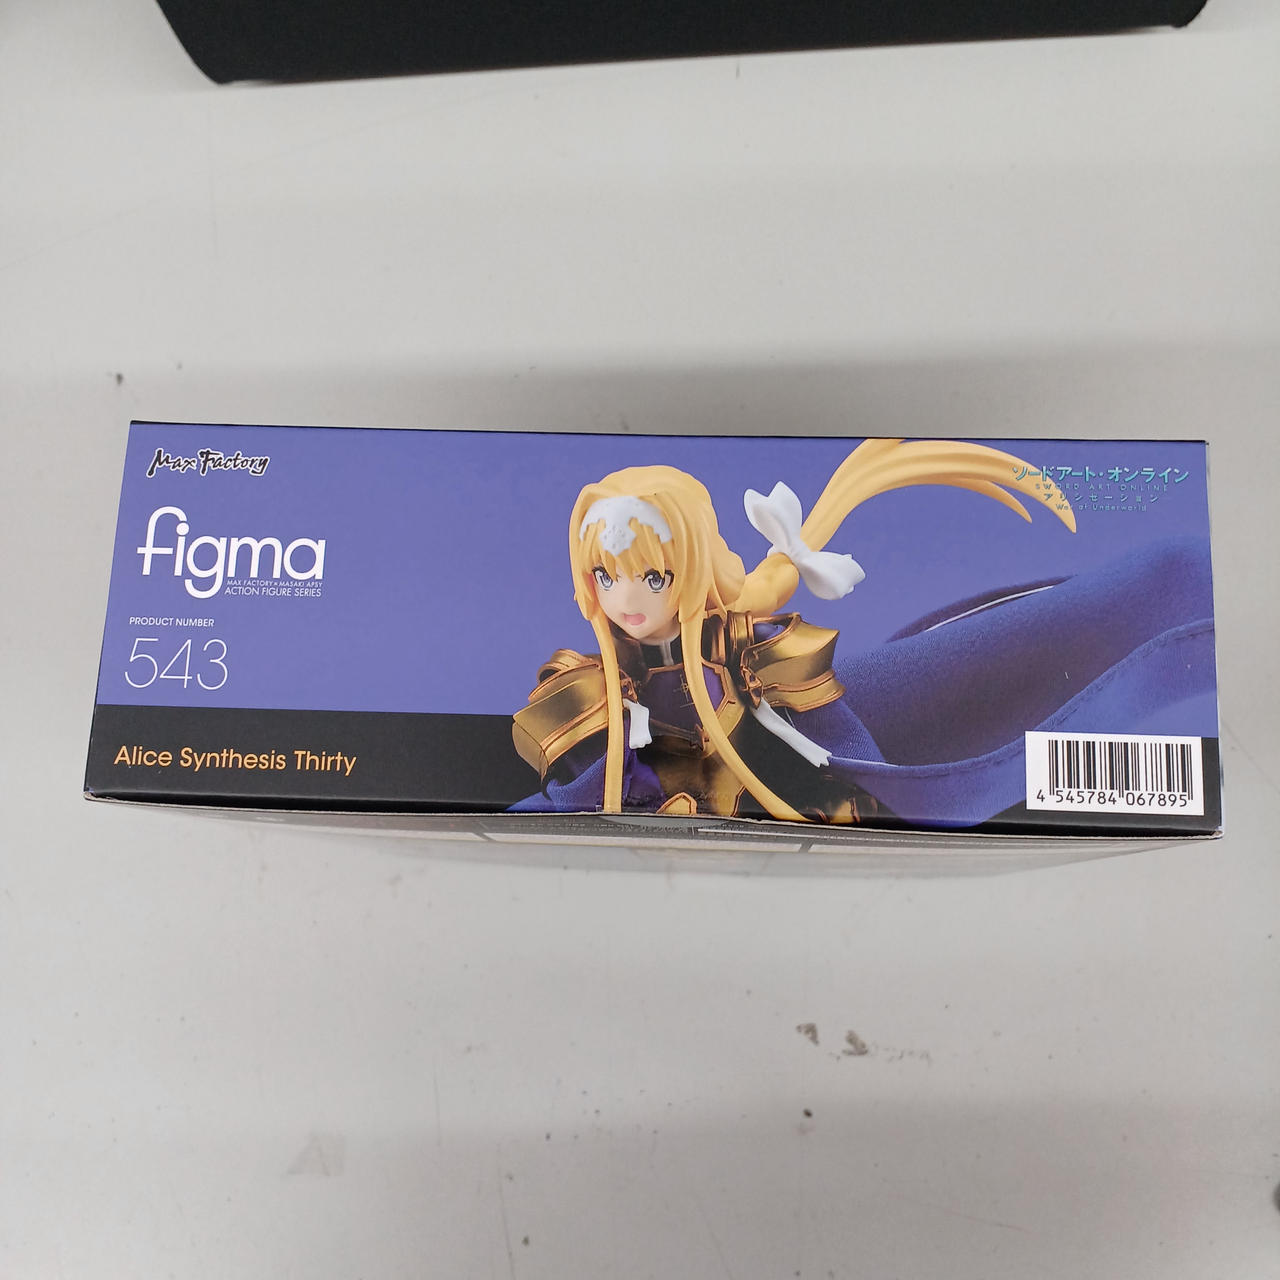 Max Factory
figma
MAX FACTORY × MASAKI APSY
ACTION FIGURE SERIES
PRODUCT NUMBER
543
Alice Synthesis Thirty
ソードアート・オンライン
SWORD ART ONLINE
アリシゼーション
War of Underworld
4 545784 067895